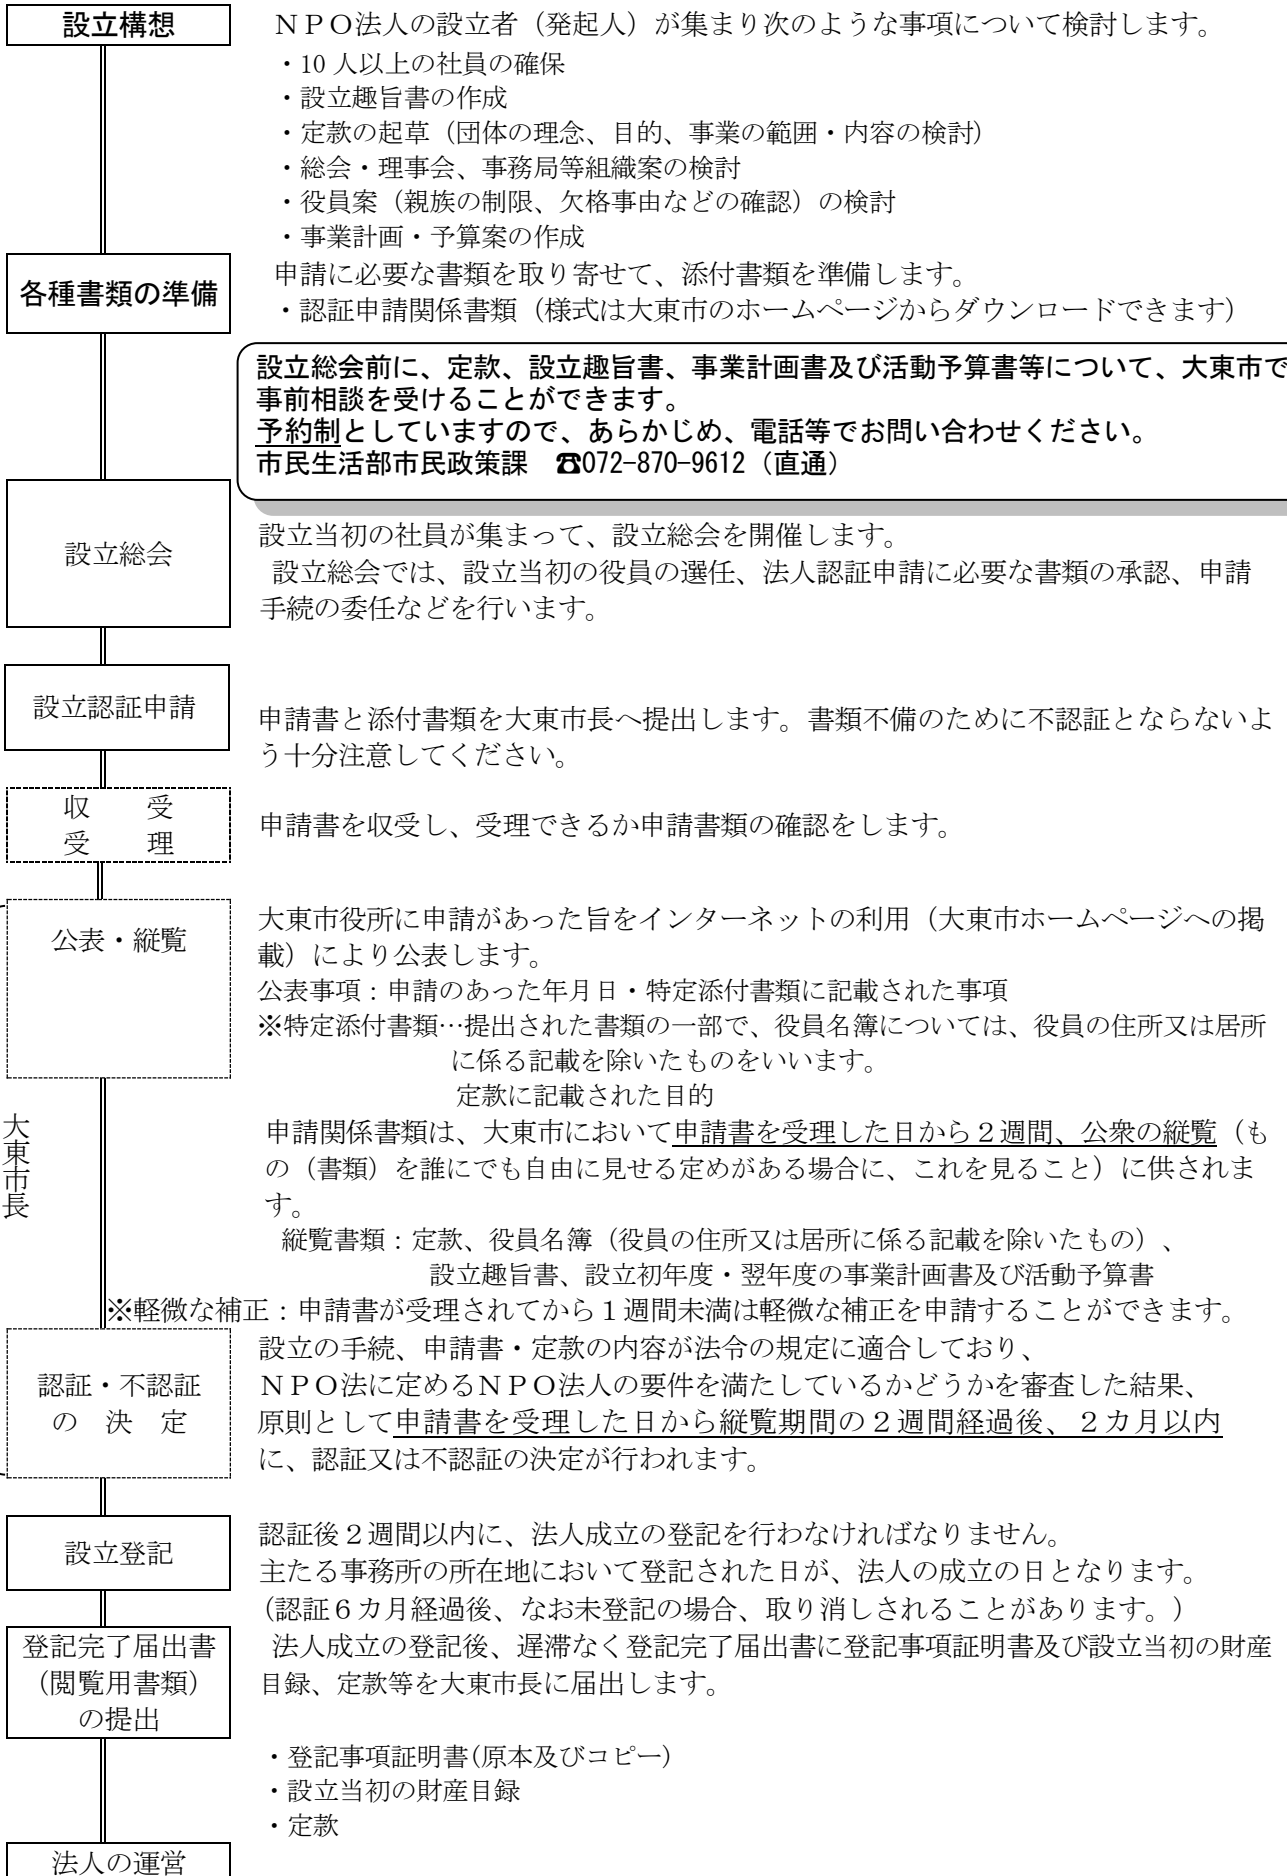 設立構想
ＮＰＯ法人の設立者（発起人）が集まり次のような事項について検討します。
・10 人以上の社員の確保
・設立趣旨書の作成
・定款の起草（団体の理念、目的、事業の範囲・内容の検討）
・総会・理事会、事務局等組織案の検討
・役員案（親族の制限、欠格事由などの確認）の検討
・事業計画・予算案の作成
各種書類の準備
申請に必要な書類を取り寄せて、添付書類を準備します。
・認証申請関係書類（様式は大東市のホームページからダウンロードできます）
設立総会前に、定款、設立趣旨書、事業計画書及び活動予算書等について、大東市で
事前相談を受けることができます。
予約制としていますので、あらかじめ、電話等でお問い合わせください。
市民生活部市民政策課　☎072-870-9612（直通）
設立総会
設立当初の社員が集まって、設立総会を開催します。
設立総会では、設立当初の役員の選任、法人認証申請に必要な書類の承認、申請
手続の委任などを行います。
設立認証申請
申請書と添付書類を大東市長へ提出します。書類不備のために不認証とならないよ
う十分注意してください。
収　　受
受　　理
申請書を収受し、受理できるか申請書類の確認をします。
公表・縦覧
大東市役所に申請があった旨をインターネットの利用（大東市ホームページへの掲
載）により公表します。
公表事項：申請のあった年月日・特定添付書類に記載された事項
※特定添付書類…提出された書類の一部で、役員名簿については、役員の住所又は居所
に係る記載を除いたものをいいます。
定款に記載された目的
大東市長
申請関係書類は、大東市において申請書を受理した日から２週間、公衆の縦覧（も
の（書類）を誰にでも自由に見せる定めがある場合に、これを見ること）に供されま
す。
縦覧書類：定款、役員名簿（役員の住所又は居所に係る記載を除いたもの）、
設立趣旨書、設立初年度・翌年度の事業計画書及び活動予算書
※軽微な補正：申請書が受理されてから１週間未満は軽微な補正を申請することができます。
認証・不認証
の　決　定
設立の手続、申請書・定款の内容が法令の規定に適合しており、
ＮＰＯ法に定めるＮＰＯ法人の要件を満たしているかどうかを審査した結果、
原則として申請書を受理した日から縦覧期間の２週間経過後、２カ月以内
に、認証又は不認証の決定が行われます。
設立登記
認証後２週間以内に、法人成立の登記を行わなければなりません。
主たる事務所の所在地において登記された日が、法人の成立の日となります。
(認証６カ月経過後、なお未登記の場合、取り消しされることがあります。）
登記完了届出書
（閲覧用書類）
の提出
法人成立の登記後、遅滞なく登記完了届出書に登記事項証明書及び設立当初の財産
目録、定款等を大東市長に届出します。
・登記事項証明書(原本及びコピー)
・設立当初の財産目録
・定款
法人の運営